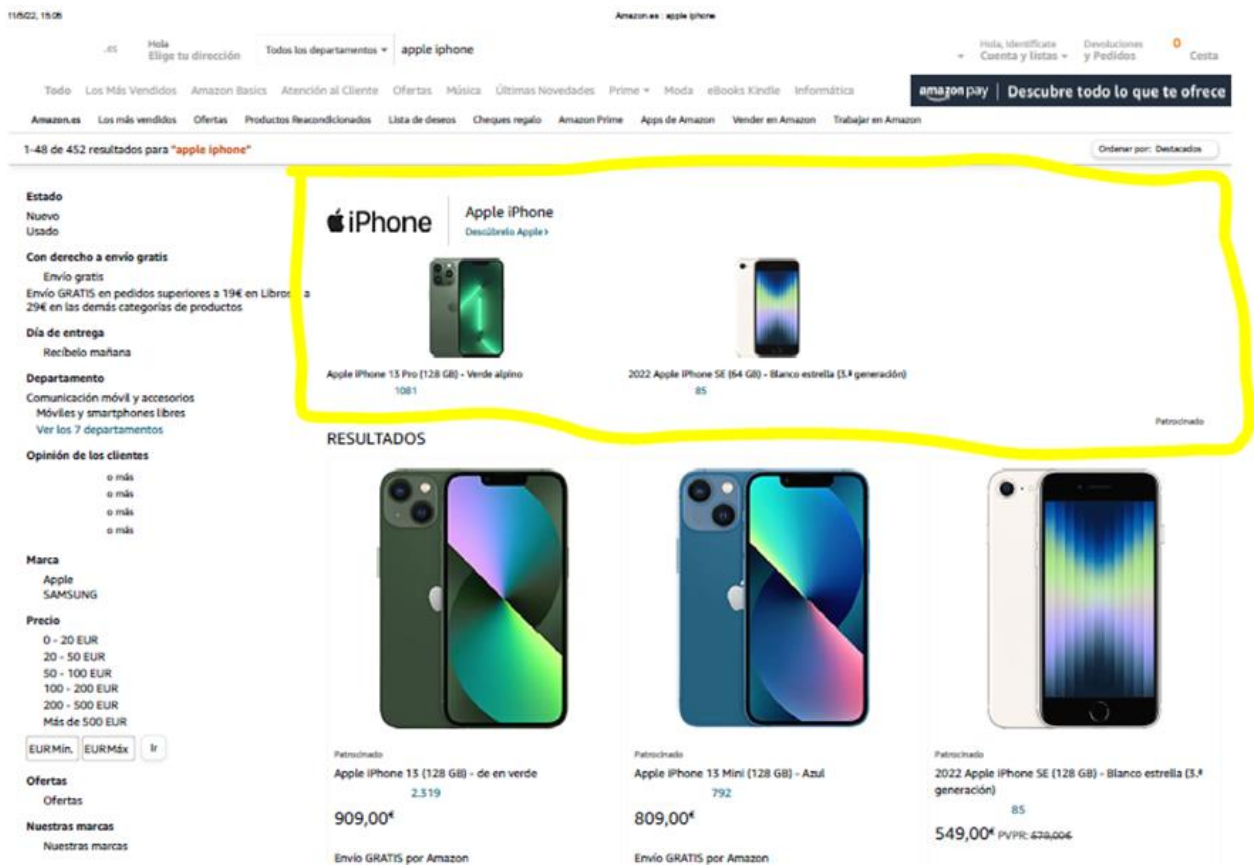 11/5/22, 15:05
Amazon.es : apple iphone
.es
Hola
Elige tu dirección
Todos los departamentos
apple iphone
Hola, Identifícate
Cuenta y listas
Devoluciones
y Pedidos
0
Cesta
Todo Los Más Vendidos Amazon Basics Atención al Cliente Ofertas Música Últimas Novedades Prime Moda eBooks Kindle Informática
amazon pay | Descubre todo lo que te ofrece
Amazon.es Los más vendidos Ofertas Productos Reacondicionados Lista de deseos Cheques regalo Amazon Prime Apps de Amazon Vender en Amazon Trabajar en Amazon
1-48 de 452 resultados para "apple iphone"
Ordenar por: Destacados
Estado
Nuevo
Usado
Con derecho a envío gratis
Envío gratis
Envío GRATIS en pedidos superiores a 19€ en Libros a
29€ en las demás categorías de productos
Día de entrega
Recíbelo mañana
Departamento
Comunicación móvil y accesorios
Móviles y smartphones libres
Ver los 7 departamentos
Opinión de los clientes
o más
o más
o más
o más
Marca
Apple
SAMSUNG
Precio
0 - 20 EUR
20 - 50 EUR
50 - 100 EUR
100 - 200 EUR
200 - 500 EUR
Más de 500 EUR
EUR Mín. EUR Máx Ir
Ofertas
Ofertas
Nuestras marcas
Nuestras marcas
iPhone
Apple iPhone
Descúbrelo Apple›
Apple iPhone 13 Pro (128 GB) - Verde alpino
1081
2022 Apple iPhone SE (64 GB) - Blanco estrella (3.ª generación)
85
Patrocinado
RESULTADOS
Patrocinado
Apple iPhone 13 (128 GB) - de en verde
2.319
909,00€
Envío GRATIS por Amazon
Patrocinado
Apple iPhone 13 Mini (128 GB) - Azul
792
809,00€
Envío GRATIS por Amazon
Patrocinado
2022 Apple iPhone SE (128 GB) - Blanco estrella (3.ª
generación)
85
549,00€ PVPR: 579,00€